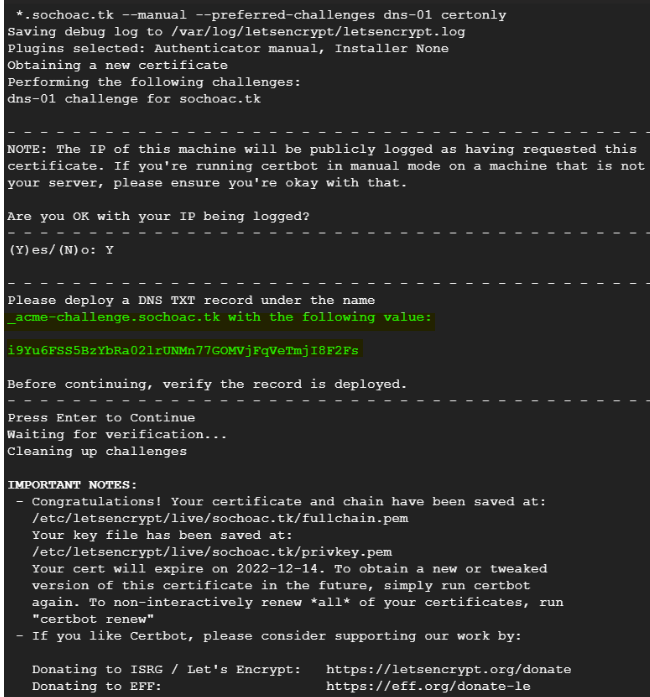 *.sochoac.tk --manual --preferred-challenges dns-01 certonly
Saving debug log to /var/log/letsencrypt/letsencrypt.log
Plugins selected: Authenticator manual, Installer None
Obtaining a new certificate
Performing the following challenges:
dns-01 challenge for sochoac.tk
- - - - - - - - - - - - - - - - - - - - - - - - - - - - - - - - - - - - - - - -
NOTE: The IP of this machine will be publicly logged as having requested this
certificate. If you're running certbot in manual mode on a machine that is not
your server, please ensure you're okay with that.
Are you OK with your IP being logged?
- - - - - - - - - - - - - - - - - - - - - - - - - - - - - - - - - - - - - - - -
(Y)es/(N)o: Y
- - - - - - - - - - - - - - - - - - - - - - - - - - - - - - - - - - - - - - - -
Please deploy a DNS TXT record under the name
_acme-challenge.sochoac.tk with the following value:
i9Yu6FSS5BzYbRa02lrUNMn77GOMVjFqVeTmjI8F2Fs
Before continuing, verify the record is deployed.
- - - - - - - - - - - - - - - - - - - - - - - - - - - - - - - - - - - - - - - -
Press Enter to Continue
Waiting for verification...
Cleaning up challenges
IMPORTANT NOTES:
- Congratulations! Your certificate and chain have been saved at:
/etc/letsencrypt/live/sochoac.tk/fullchain.pem
Your key file has been saved at:
/etc/letsencrypt/live/sochoac.tk/privkey.pem
Your cert will expire on 2022-12-14. To obtain a new or tweaked
version of this certificate in the future, simply run certbot
again. To non-interactively renew *all* of your certificates, run
"certbot renew"
- If you like Certbot, please consider supporting our work by:
Donating to ISRG / Let's Encrypt: https://letsencrypt.org/donate
Donating to EFF: https://eff.org/donate-le